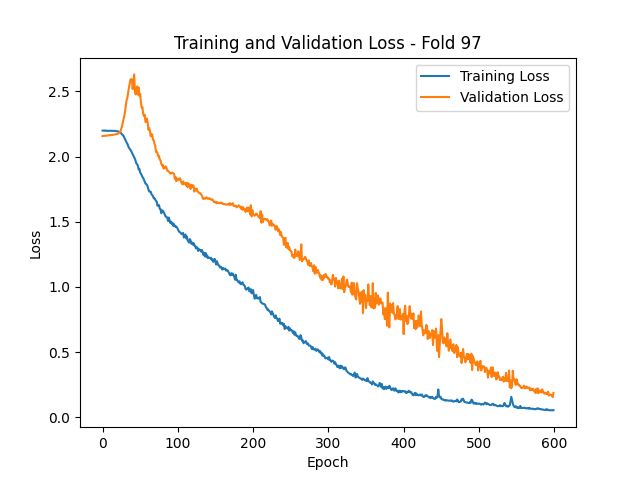 Training and Validation Loss - Fold 97
Training Loss
Validation Loss
Loss
2.5
2.0
1.5
1.0
0.5
0.0
0 100 200 300 400 500 600
Epoch